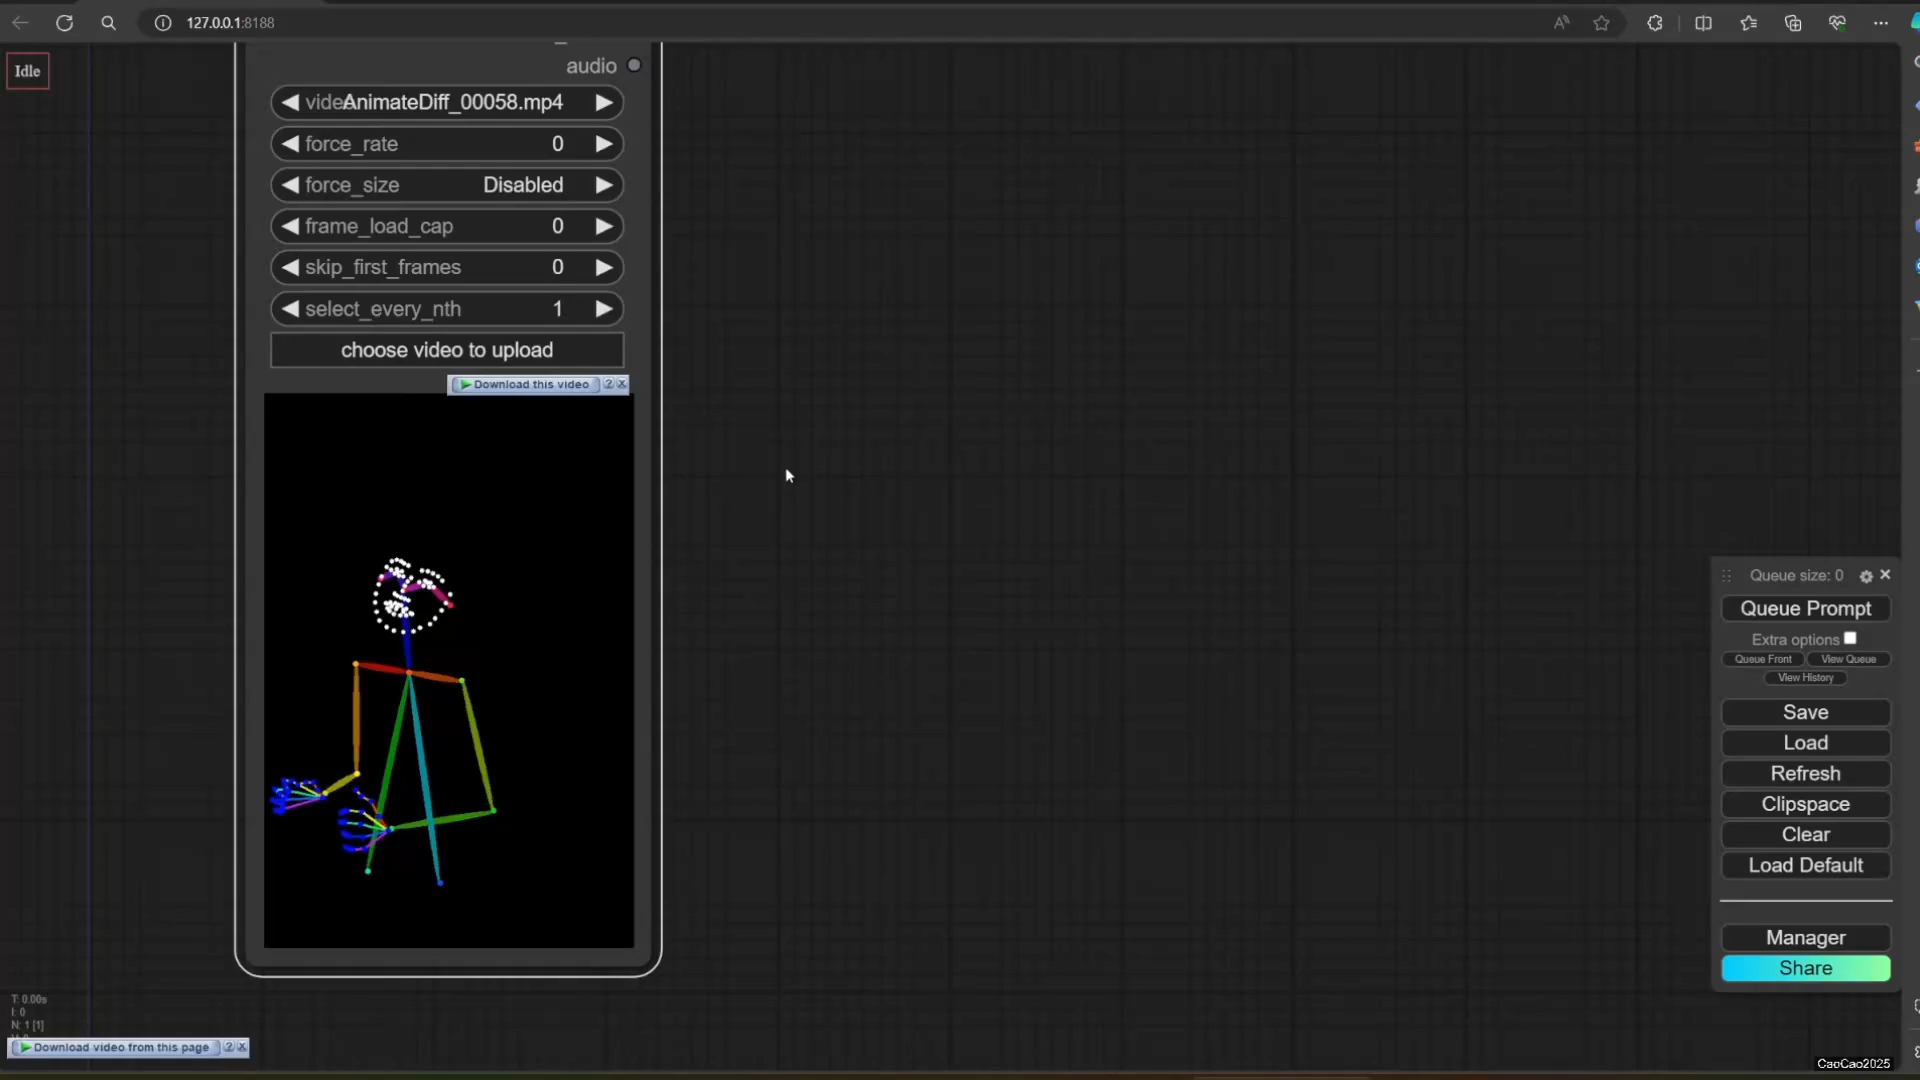 127.0.0.1:8188
Idle
audio
videAnimateDiff_00058.mp4
force_rate 0
force_size Disabled
frame_load_cap 0
skip_first_frames 0
select_every_nth 1
choose video to upload
Download this video
Queue size: 0
Queue Prompt
Extra options
Queue Front View Queue
View History
Save
Load
Refresh
Clipspace
Clear
Load Default
Manager
Share
T: 0.00s
I: 0
N: 1 [1]
Download video from this page
CaoCao2025